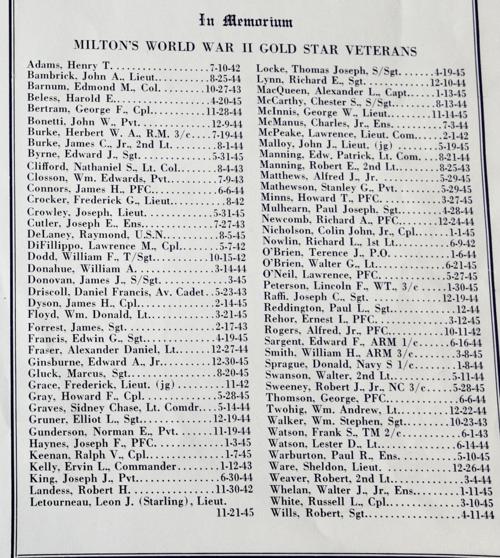 In Memorium
MILTON'S WORLD WAR II GOLD STAR VETERANS
Adams, Henry T. 7-10-42
Bambrick, John A., Lieut. 8-25-44
Barnum, Edmond M., Col. 10-27-43
Beless, Harold E. 4-20-45
Bertram, George F., Cpl. 11-28-44
Bonetti, John W., Pvt. 12-9-44
Burke, Herbert W. A., R.M. 3/c 7-19-44
Burke, James C., Jr., 2nd Lt. 8-1-44
Byrne, Edward J., Sgt. 5-31-45
Clifford, Nathaniel S., Lt. Col. 8-4-43
Closson, Wm. Edmonds, Pvt. 7-9-43
Connors, James H., PFC. 6-6-44
Crocker, Frederick G., Lieut. 8-42
Crowley, Joseph, Lieut. 5-31-45
Cutler, Joseph E., Ens. 7-27-43
DeLaney, Raymond, U.S.N. 8-5-45
DiFillippo, Lawrence M., Cpl. 5-7-42
Dodd, William F., T/Sgt. 10-15-42
Donahue, William A. 3-14-44
Donovan, James J., S/Sgt. 3-45
Driscoll, Daniel Francis, Av. Cadet 5-23-43
Dyson, James H., Cpl. 2-14-45
Floyd, Wm. Donald, Lt. 3-21-45
Forrest, James, Sgt. 2-17-43
Francis, Edwin G., Sgt. 4-19-45
Fraser, Alexander Daniel, Lt. 12-27-44
Ginsburne, Edward A., Jr. 12-30-45
Gluck, Marcus, Sgt. 8-20-45
Grace, Frederick, Lieut. (jg) 11-42
Gray, Howard F., Cpl. 5-28-45
Graves, Sidney Chase, Lt. Comdr. 5-14-44
Gruner, Elliot L., Sgt. 12-19-44
Gunderson, Norman E., Pvt. 11-19-44
Haynes, Joseph F., PFC. 1-3-45
Keenan, Ralph V., Cpl. 1-7-45
Kelly, Ervin L., Commander 1-12-43
King, Joseph J., Pvt. 6-30-44
Landess, Robert H. 11-30-42
Letourneau, Leon J. (Starling), Lieut.
11-21-45
Locke, Thomas Joseph, S/Sgt. 4-19-45
Lynn, Richard E., Sgt. 12-10-44
MacQueen, Alexander L., Capt. 1-13-45
McCarthy, Chester S., S/Sgt. 8-13-44
McInnis, George W., Lieut. 11-14-45
McManus, Charles, Jr., Ens. 7-3-44
McPeake, Lawrence, Lieut. Com. 2-1-42
Malloy, John J., Lieut. (jg) 5-19-45
Manning, Edw. Patrick, Lt. Com. 8-21-44
Manning, Robert E., 2nd Lt. 8-25-43
Matthews, Alfred J., Jr. 5-29-45
Mathewson, Stanley G., Pvt. 5-29-45
Minns, Howard T., PFC. 3-27-45
Mulhearn, Paul Joseph, Sgt. 4-28-44
Newcomb, Richard A., PFC. 12-24-44
Nicholson, Colin John, Jr., Cpl. 1-1-45
Nowlin, Richard L., 1st Lt. 6-9-42
O'Brien, Terence J., P.O. 1-6-44
O'Brien, Walter G., Lt. 6-21-45
O'Neil, Lawrence, PFC. 5-27-45
Peterson, Lincoln F., WT., 3/c 1-30-45
Raffi, Joseph C., Sgt. 12-19-44
Reddington, Paul L., Sgt. 12-44
Rehor, Ernest I., PFC. 3-12-45
Rogers, Alfred, Jr., PFC. 10-11-42
Sargent, Edward F., ARM 1/c 6-16-44
Smith, William H., ARM 3/c 3-8-45
Sprague, Donald, Navy S 1/c 1-8-44
Swanson, Walter, 2nd Lt. 5-11-44
Sweeney, Robert J., Jr., NC 3/c 5-28-45
Thomson, George, PFC. 6-6-44
Twohig, Wm. Andrew, Lt. 12-22-44
Walker, Wm. Stephen, Sgt. 10-23-43
Watson, Frank S., TM 2/c 6-1-43
Watson, Lester D., Lt. 6-14-44
Warburton, Paul R., Ens. 5-10-45
Ware, Sheldon, Lieut. 12-26-44
Weaver, Robert, 2nd Lt. 3-4-44
Whelan, Walter J., Jr., Ens. 1-11-45
White, Russell L., Cpl. 3-10-45
Wills, Robert, Sgt. 4-11-44